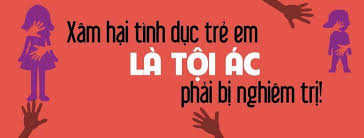 Xâm hại tình dục trẻ em
LÀ TỘI ÁC
phải bị nghiêm trị!